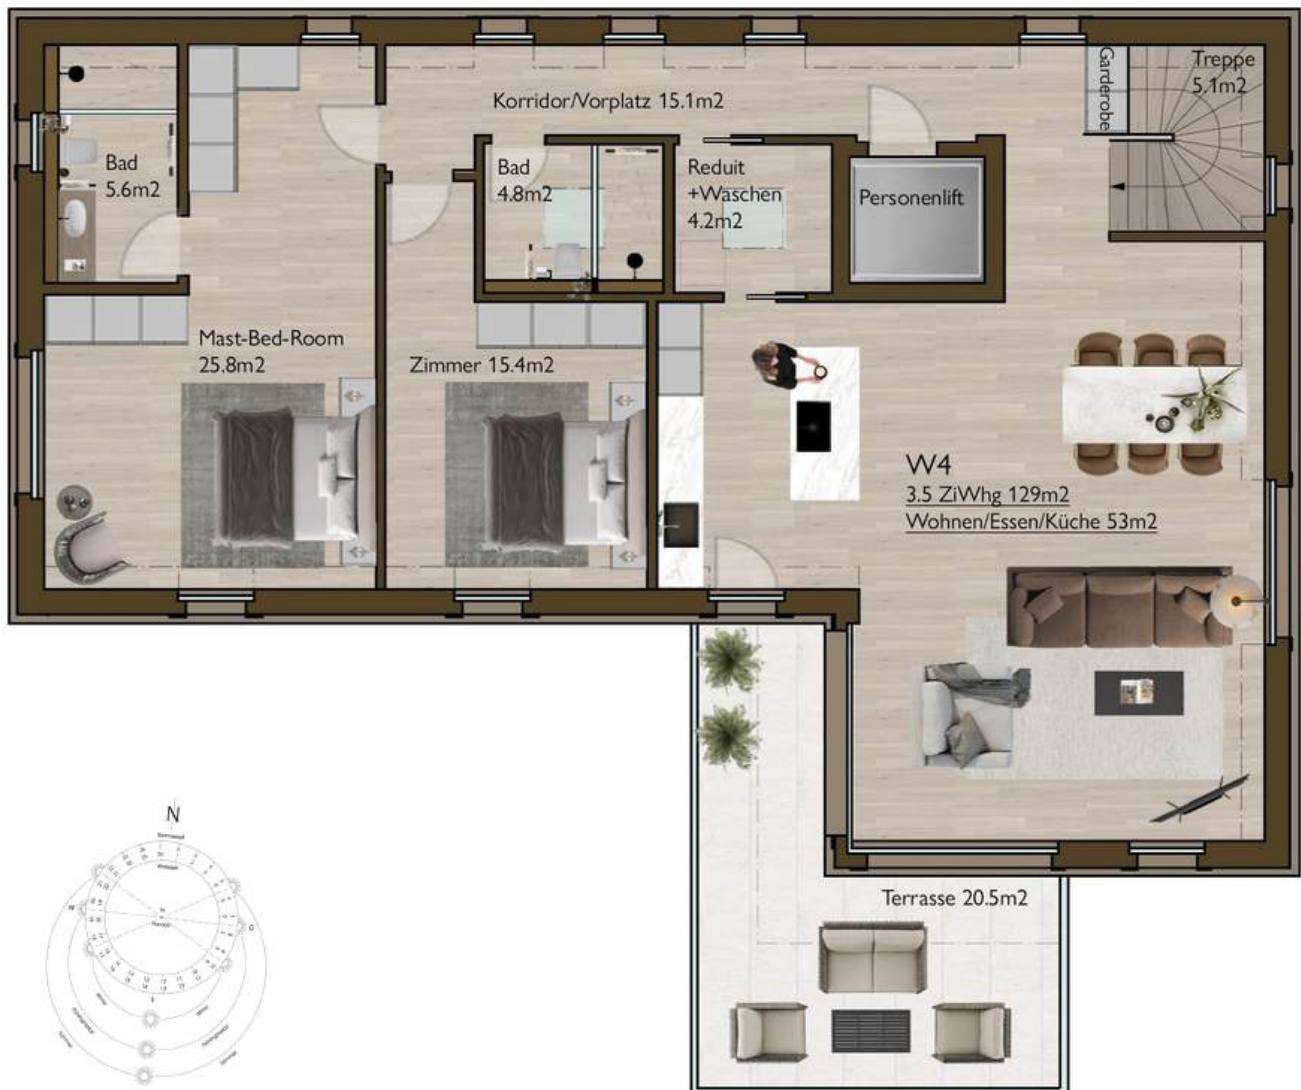 Korridor/Vorplatz 15.1m2
Garderobe
Treppe
5.1m2
Bad
5.6m2
Bad
4.8m2
Reduit
+Waschen
4.2m2
Personenlift
Mast-Bed-Room
25.8m2
Zimmer 15.4m2
W4
3.5 ZiWhg 129m2
Wohnen/Essen/Küche 53m2
Terrasse 20.5m2
N